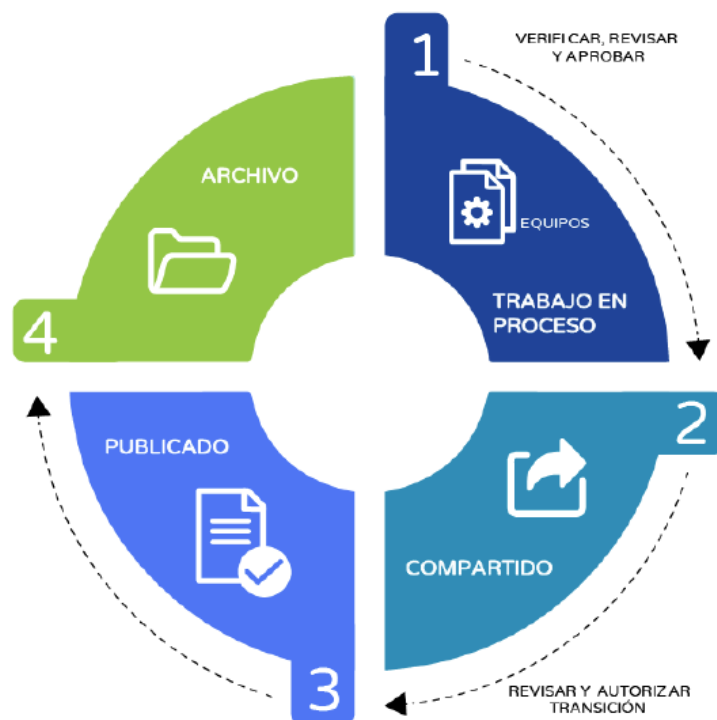 1
VERIFICAR, REVISAR
Y APROBAR
EQUIPOS
TRABAJO EN
PROCESO
2
COMPARTIDO
REVISAR Y AUTORIZAR
TRANSICIÓN
3
PUBLICADO
4
ARCHIVO